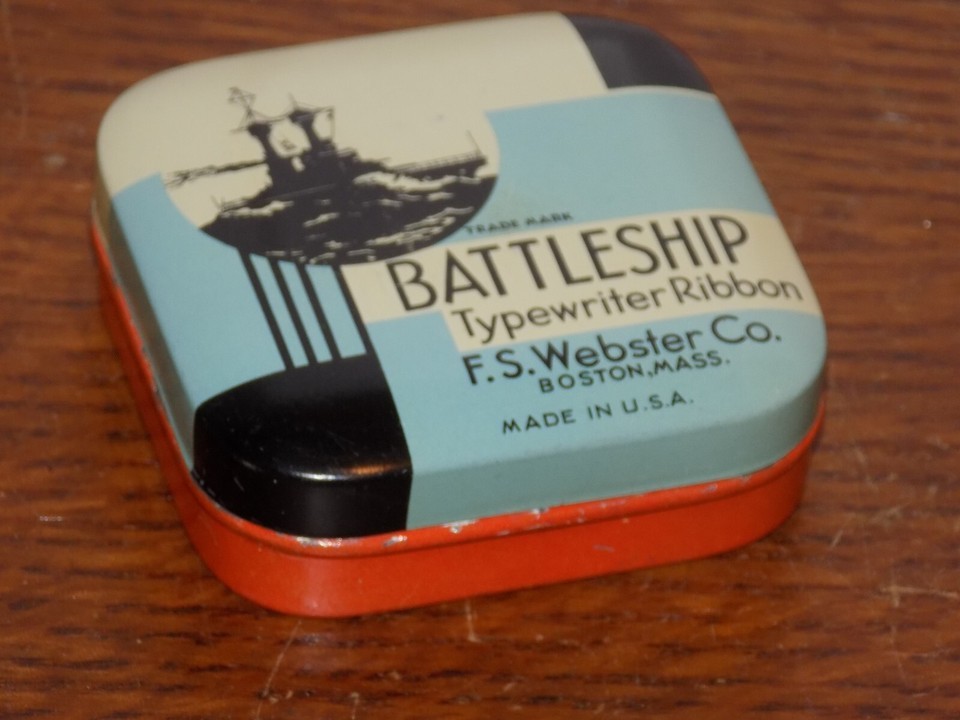 TRADE MARK
BATTLESHIP
Typewriter Ribbon
F.S. Webster Co.
BOSTON, MASS.
MADE IN U.S.A.